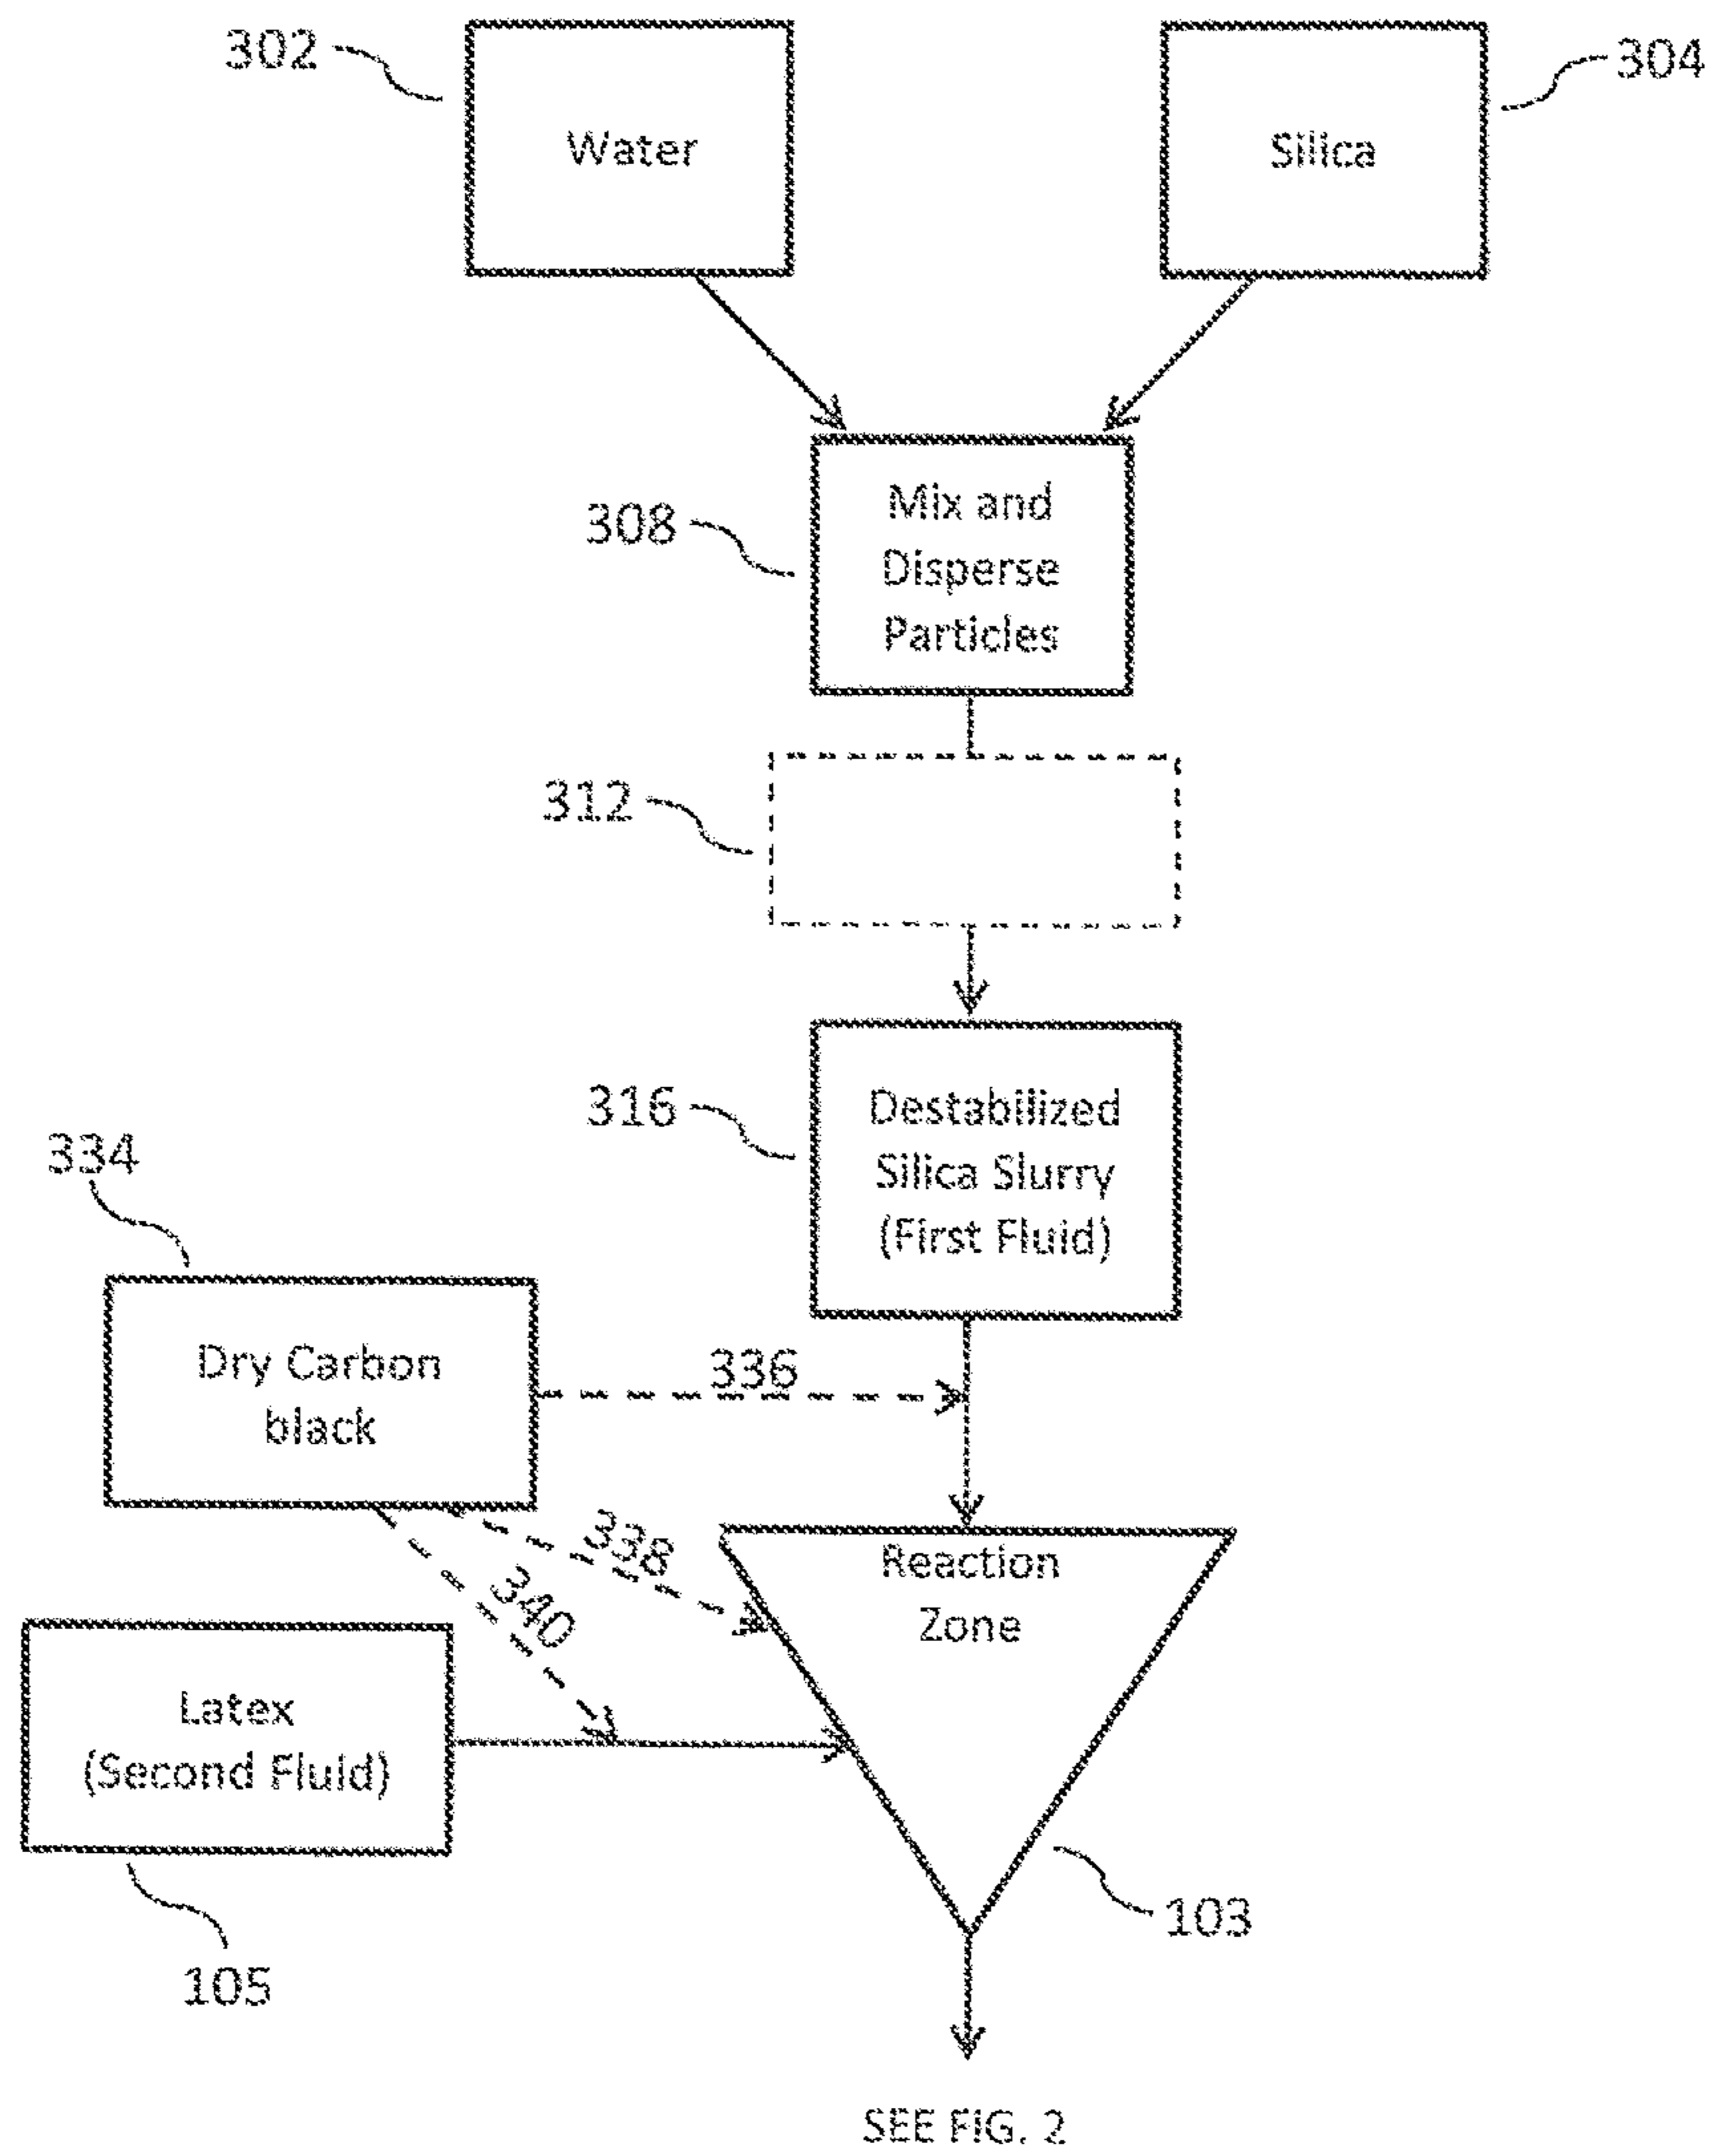 302
Water
Silica
304
308
Mix and
Disperse
Particles
312
316
Destabilized
Silica Slurry
(First Fluid)
334
Dry Carbon
black
336
338
340
Reaction
Zone
Latex
(Second Fluid)
103
105
SEE FIG. 2